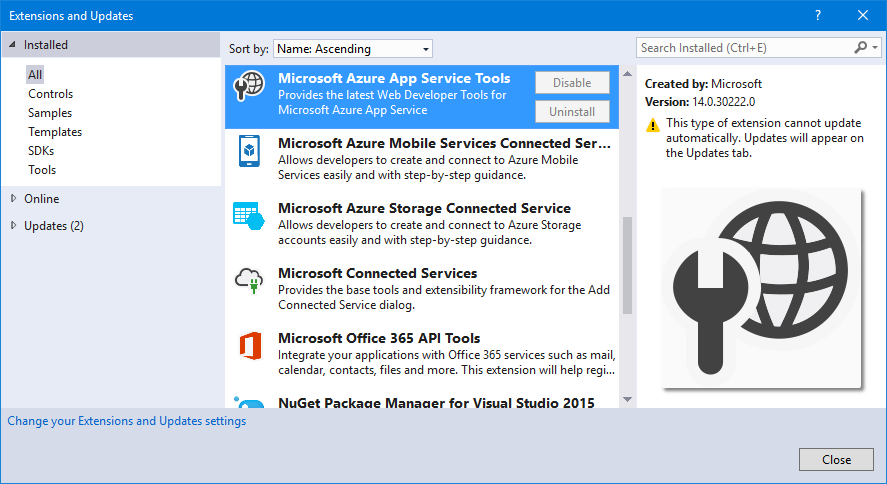 Extensions and Updates
?
Installed
All
Controls
Samples
Templates
SDKs
Tools
Online
Updates (2)
Sort by: Name: Ascending
Microsoft Azure App Service Tools
Provides the latest Web Developer Tools for
Microsoft Azure App Service
Disable
Uninstall
Microsoft Azure Mobile Services Connected Ser...
Allows developers to create and connect to Azure Mobile
Services easily and with step-by-step guidance.
Microsoft Azure Storage Connected Service
Allows developers to create and connect to Azure Storage
accounts easily and with step-by-step guidance.
Microsoft Connected Services
Provides the base tools and extensibility framework for the Add
Connected Service dialog.
Microsoft Office 365 API Tools
Integrate your applications with Office 365 services such as mail,
calendar, contacts, files and more. This extension will help regi...
NuGet Package Manager for Visual Studio 2015
Search Installed (Ctrl+E)
Created by: Microsoft
Version: 14.0.30222.0
This type of extension cannot update
automatically. Updates will appear on
the Updates tab.
Change your Extensions and Updates settings
Close